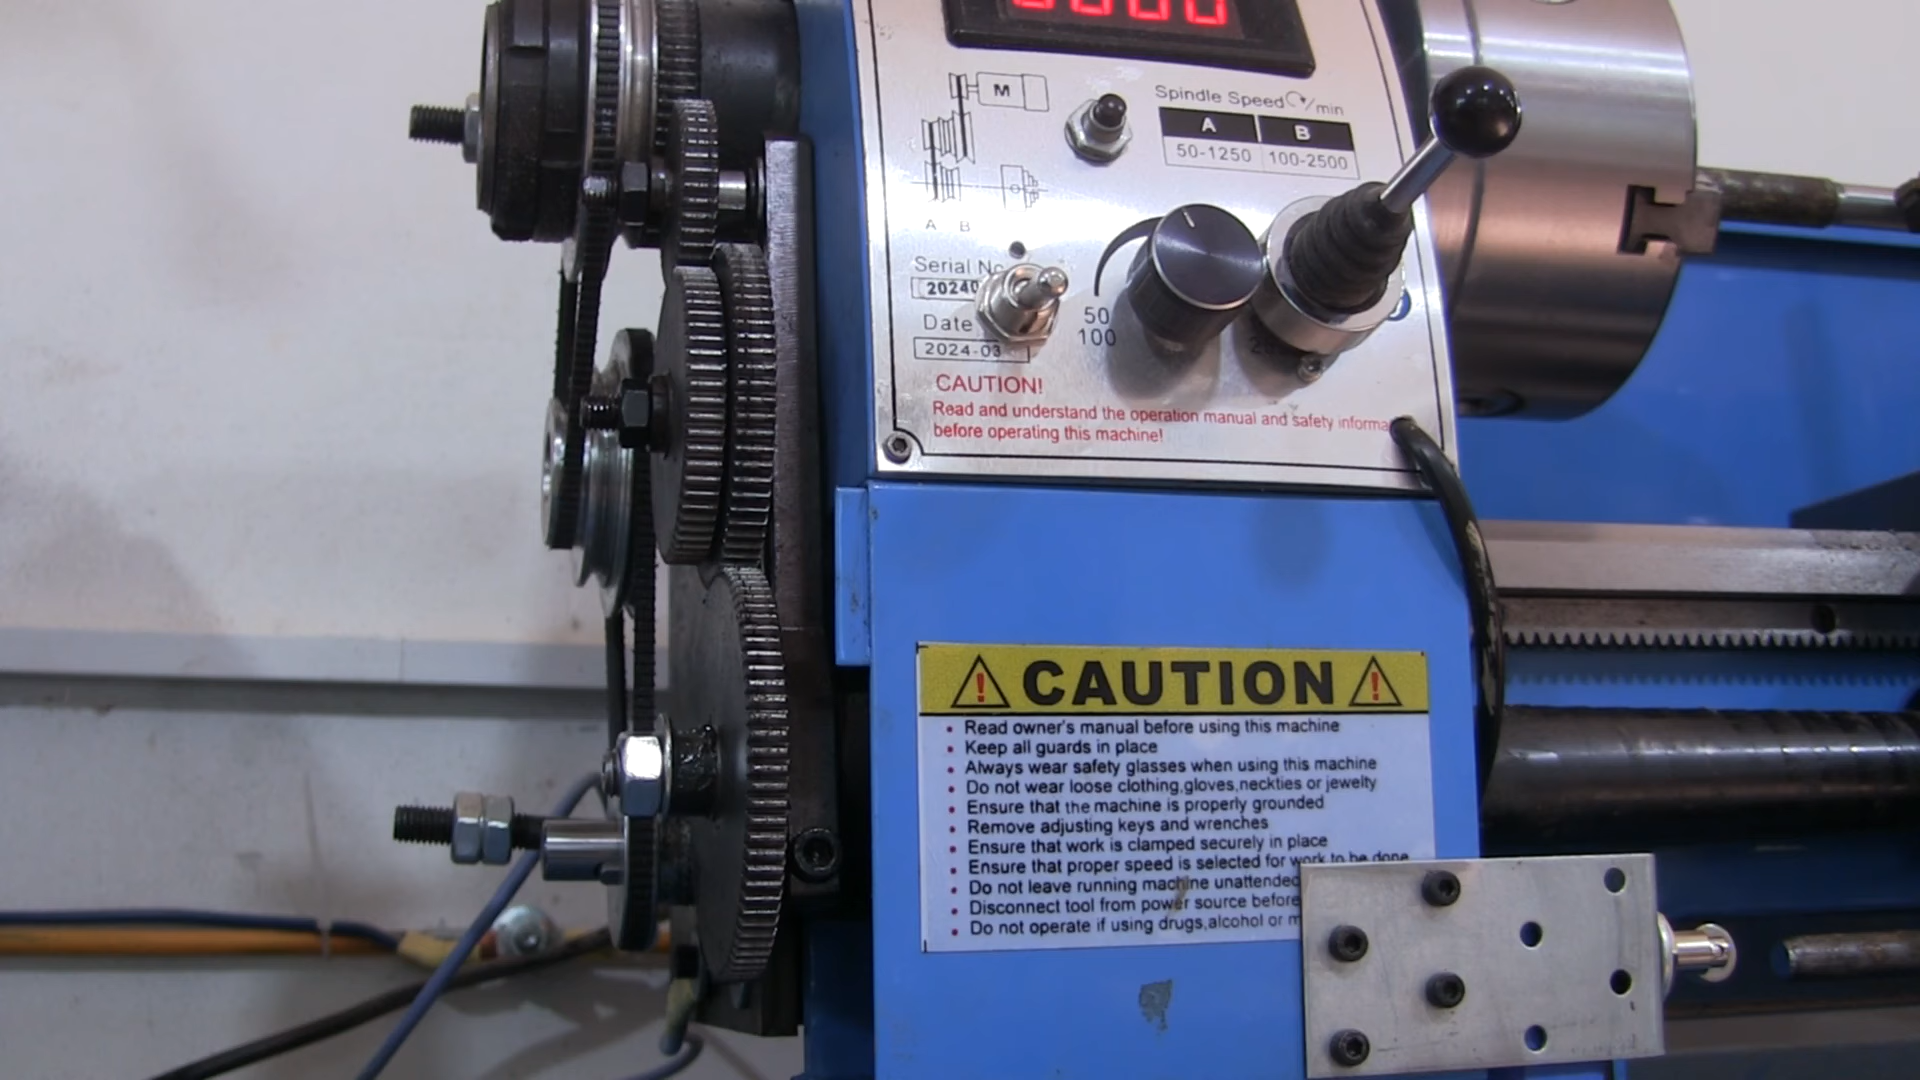 M
Spindle Speed /min
A B
50-1250 100-2500
A B
Serial No
20240
50
100
Date
2024-03
CAUTION!
Read and understand the operation manual and safety informa
before operating this machine!
CAUTION
Read owner's manual before using this machine
Keep all guards in place
Always wear safety glasses when using this machine
Do not wear loose clothing,gloves,neckties or jewelty
Ensure that the machine is properly grounded
Remove adjusting keys and wrenches
Ensure that work is clamped securely in place
Ensure that proper speed is selected for work to be done
Do not leave running machine unattended
Disconnect tool from power source before
Do not operate if using drugs,alcohol or m